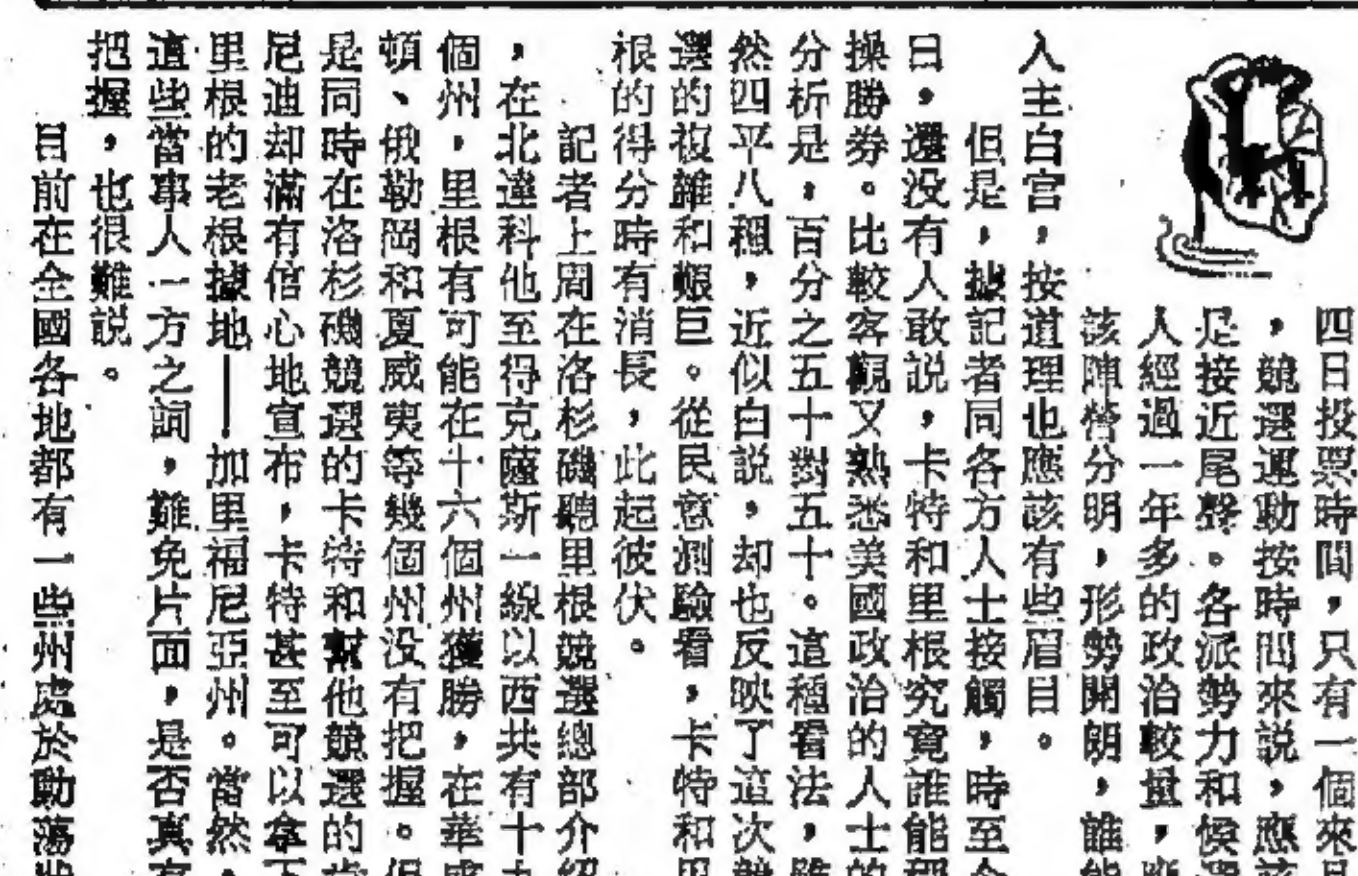 四日投票時間，只有一個來月
，競選運動按時間來説，應該
是接近尾聲。各派勢力和候選
人經過一年多的政治較量，應
該陣營分明，形勢開朗，誰能
入主白宫，按道理也應該有些眉目。
但是，據記者同各方人士接觸，時至今
日，還没有人敢説，卡特和里根究竟誰能穩
操勝券。比較客觀又熟悉美國政治的人士的
分析是，百分之五十對五十。這種看法，雖
然四平八穩，近似白説，却也反映了這次競
選的複雜和艱巨。從民意測驗看，卡特和里
根的得分時有消長，此起彼伏。
記者上周在洛杉磯聽里根競選總部介紹
，在北達科他至得克薩斯一線以西共有十九
個州，里根有可能在十六個州獲勝，在華盛
頓、俄勒岡和夏威夷等幾個州没有把握。但
是同時在洛杉磯競選的卡特和幫他競選的肯
尼迪却滿有信心地宣布，卡特甚至可以拿下
里根的老根據地——加里福尼亞州。當然，
這些當事人一方之詞，難免片面，是否真有
把握，也很難説。
目前在全國各地都有一些州處於動蕩狀